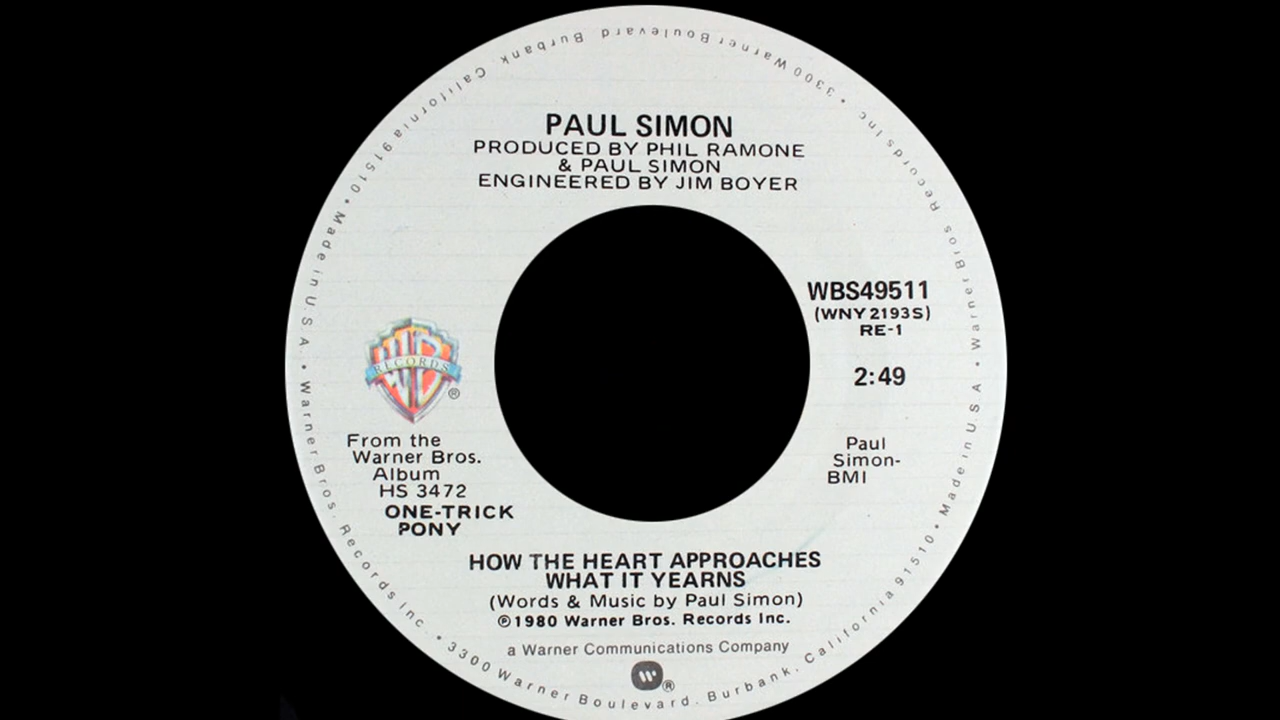 PAUL SIMON
PRODUCED BY PHIL RAMONE
& PAUL SIMON
ENGINEERED BY JIM BOYER
WBS49511
(WNY 2193S)
RE-1
2:49
RECORDS
®
From the
Warner Bros.
Album
HS 3472
ONE-TRICK
PONY
Paul
Simon-
BMI
HOW THE HEART APPROACHES
WHAT IT YEARNS
(Words & Music by Paul Simon)
℗1980 Warner Bros. Records Inc.
a Warner Communications Company
®
Warner Bros. Records Inc. • 3300 Warner Boulevard, Burbank, California 91510 • Made in U.S.A. •
Warner Bros. Records Inc. • 3300 Warner Boulevard Burbank, California 91510 • Made in U.S.A. •